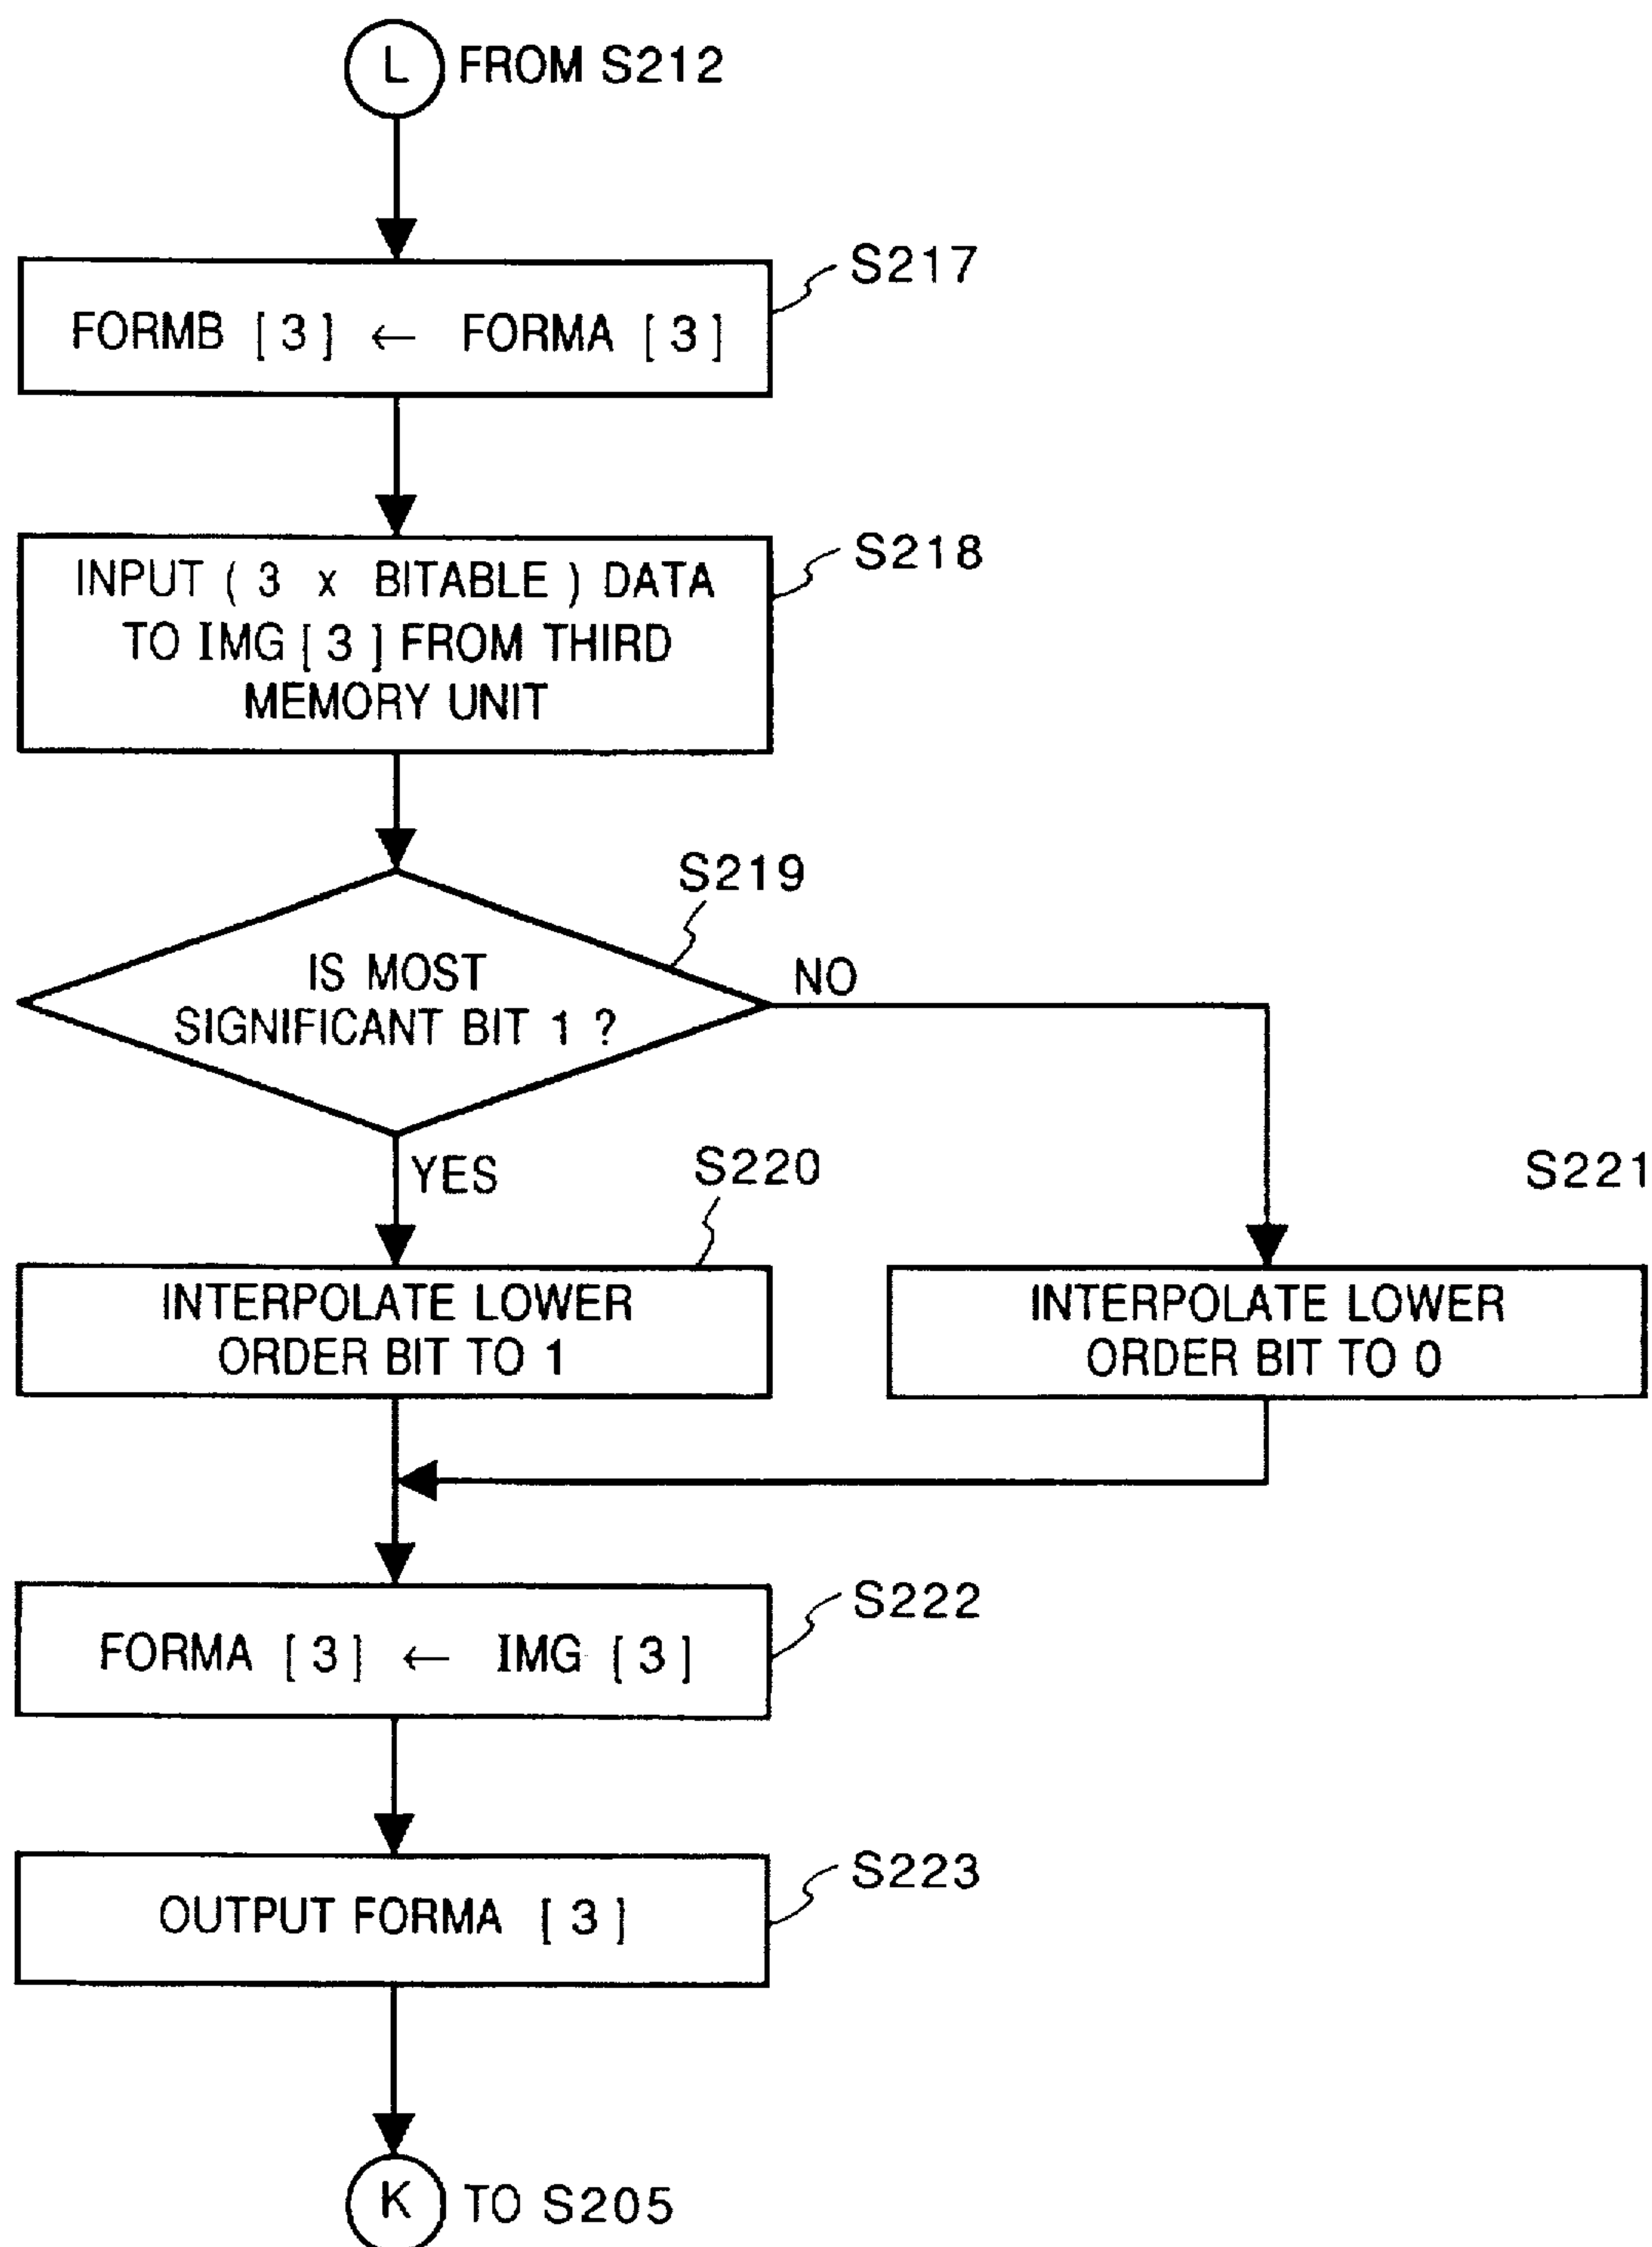 L FROM S212
S217
FORMB [ 3 ] ← FORMA [ 3 ]
S218
INPUT ( 3 x BITABLE ) DATA
TO IMG [ 3 ] FROM THIRD
MEMORY UNIT
S219
IS MOST
SIGNIFICANT BIT 1 ?
NO
YES
S220
S221
INTERPOLATE LOWER
ORDER BIT TO 1
INTERPOLATE LOWER
ORDER BIT TO 0
S222
FORMA [ 3 ] ← IMG [ 3 ]
S223
OUTPUT FORMA [ 3 ]
K TO S205